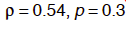 ρ = 0.54, p = 0.3